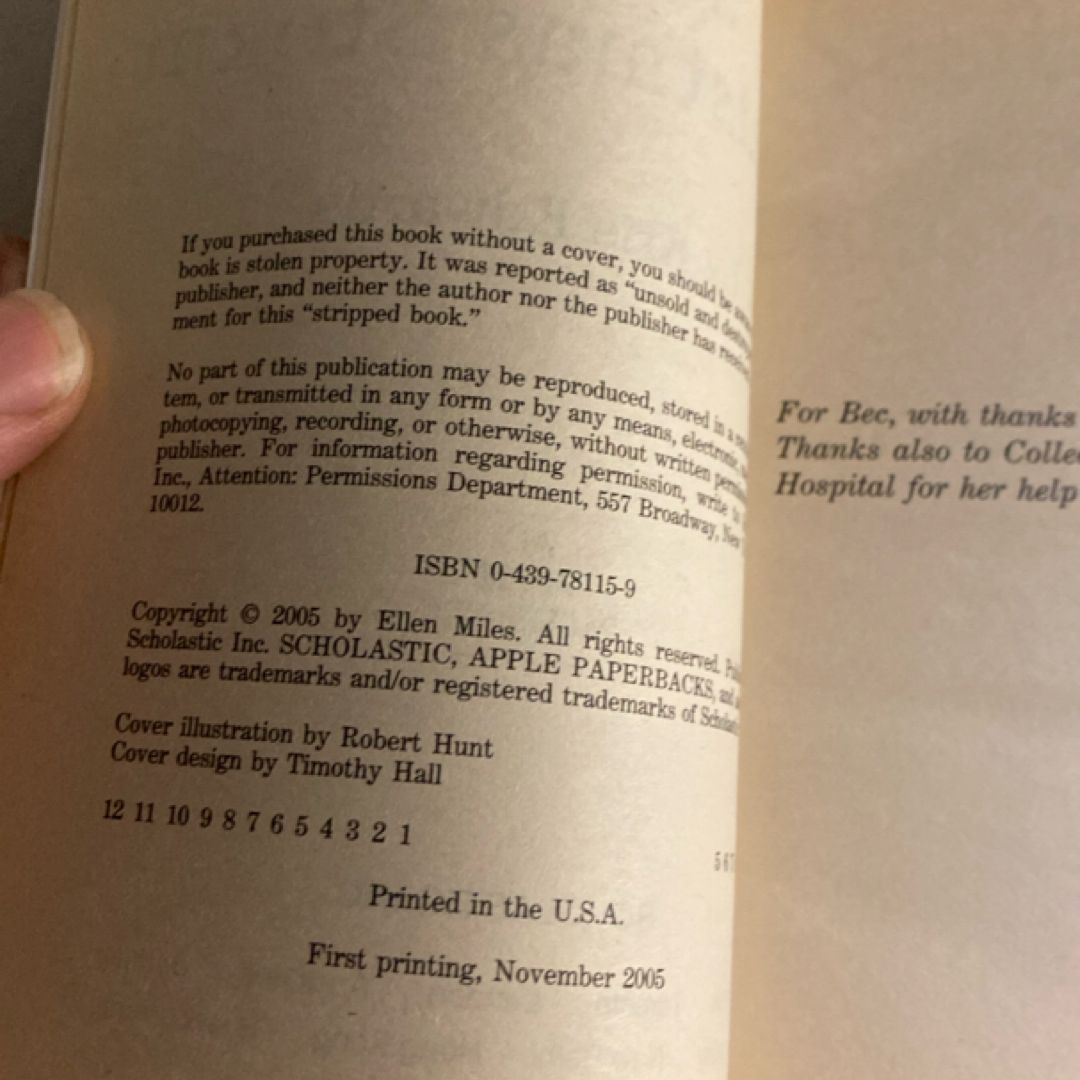 If you purchased this book without a cover, you should be
book is stolen property. It was reported as “unsold and
publisher, and neither the author nor the publisher has
ment for this “stripped book.”
No part of this publication may be reproduced, stored in a
tem, or transmitted in any form or by any means, electronic,
photocopying, recording, or otherwise, without written
publisher. For information regarding permission, write to
Inc., Attention: Permissions Department, 557 Broadway, New
10012.
ISBN 0-439-78115-9
Copyright © 2005 by Ellen Miles. All rights reserved.
Scholastic Inc. SCHOLASTIC, APPLE PAPERBACKS, and
logos are trademarks and/or registered trademarks of
Cover illustration by Robert Hunt
Cover design by Timothy Hall
12 11 10 9 8 7 6 5 4 3 2 1
5 6
Printed in the U.S.A.
First printing, November 2005
For Bec, with thanks
Thanks also to
Hospital for her help